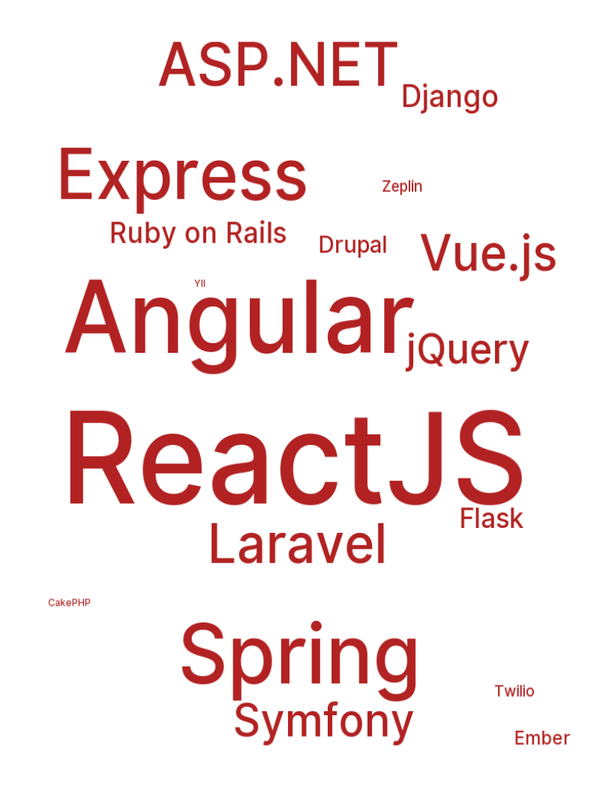 ASP.NET
Django
Express
Zeplin
Ruby on Rails
Drupal
Vue.js
YII
Angular
jQuery
ReactJS
Flask
Laravel
CakePHP
Spring
Twilio
Symfony
Ember